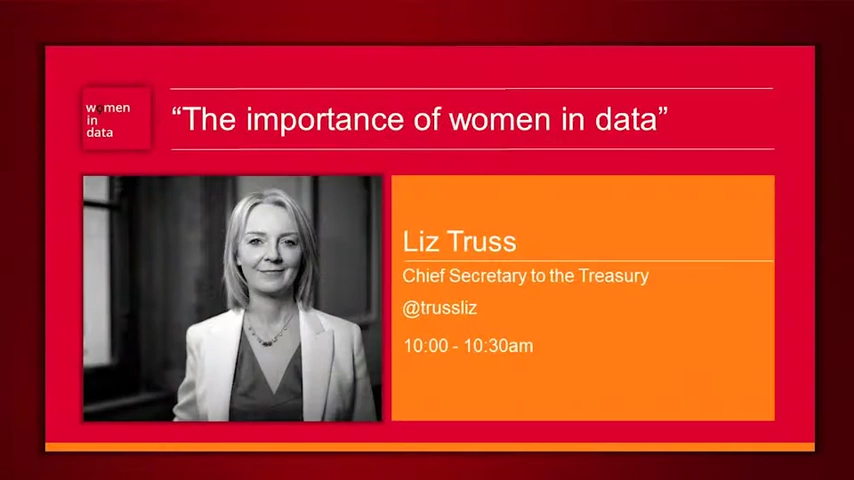 women
in
data
“The importance of women in data”
Liz Truss
Chief Secretary to the Treasury
@trussliz
10:00 - 10:30am